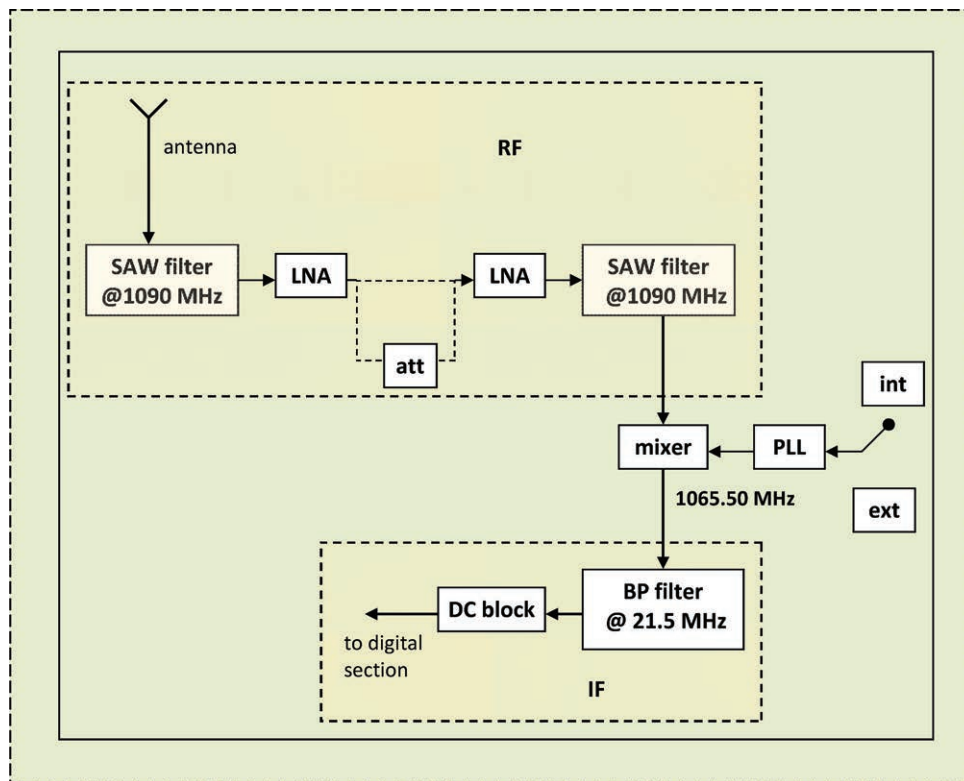 RF
antenna
SAW filter
@1090 MHz
LNA
LNA
SAW filter
@1090 MHz
att
int
mixer
PLL
1065.50 MHz
ext
BP filter
@ 21.5 MHz
DC block
to digital
section
IF